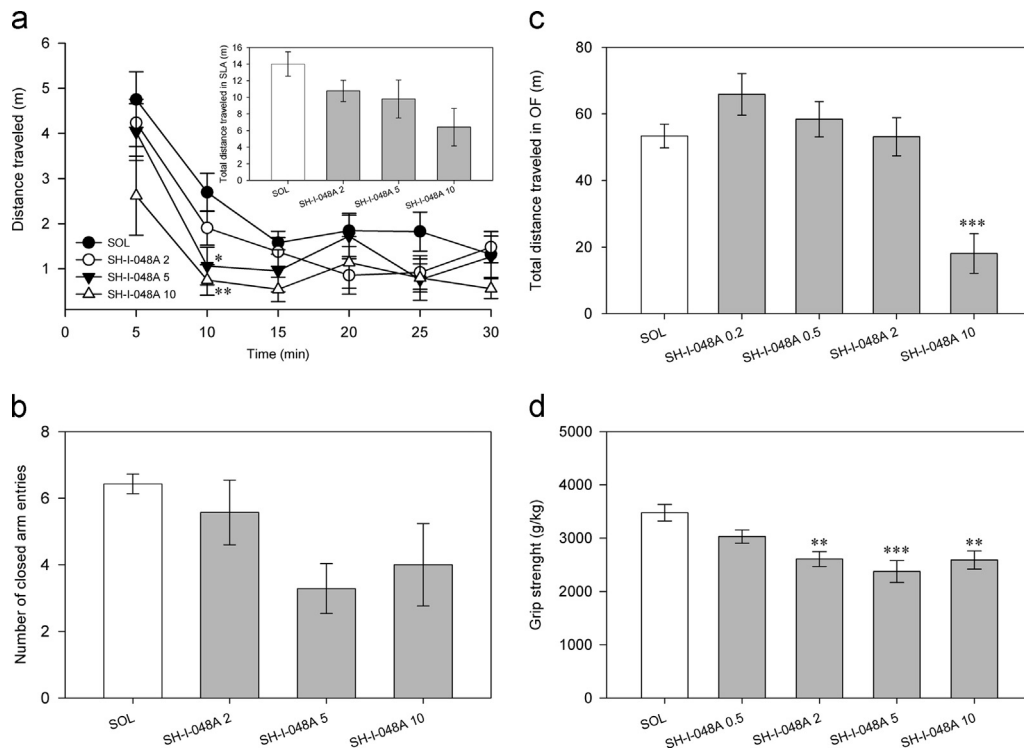 a
Distance traveled (m)
6
5
4
3
2
1
0
5
10
15
20
25
30
Time (min)
SOL
SH-I-048A 2
SH-I-048A 5
SH-I-048A 10
*
**
Total distance traveled in SLA (m)
16
14
12
10
8
6
4
2
0
SOL
SH-I-048A 2
SH-I-048A 5
SH-I-048A 10
c
Total distance traveled in OF (m)
80
60
40
20
0
***
SOL
SH-I-048A 0.2
SH-I-048A 0.5
SH-I-048A 2
SH-I-048A 10
b
Number of closed arm entries
8
6
4
2
0
SOL
SH-I-048A 2
SH-I-048A 5
SH-I-048A 10
d
Grip strenght (g/kg)
5000
4000
3000
2000
1000
0
**
***
**
SOL
SH-I-048A 0.5
SH-I-048A 2
SH-I-048A 5
SH-I-048A 10